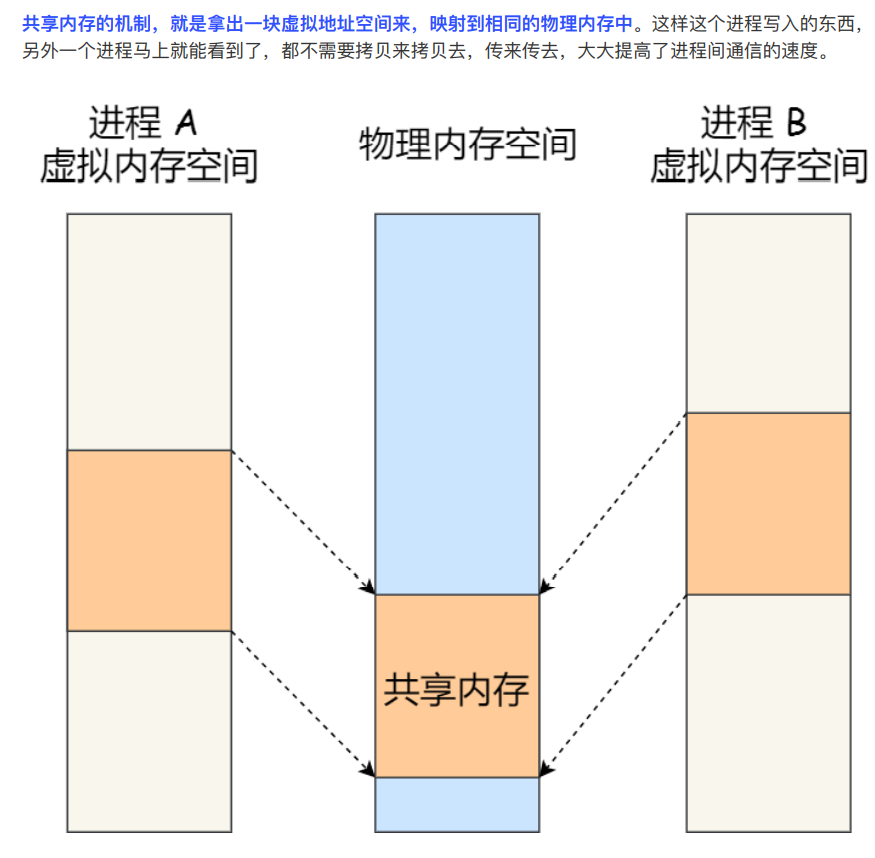 共享内存的机制，就是拿出一块虚拟地址空间来，映射到相同的物理内存中。这样这个进程写入的东西，
另外一个进程马上就能看到了，都不需要拷贝来拷贝去，传来传去，大大提高了进程间通信的速度。
进程 A
虚拟内存空间
物理内存空间
进程 B
虚拟内存空间
共享内存